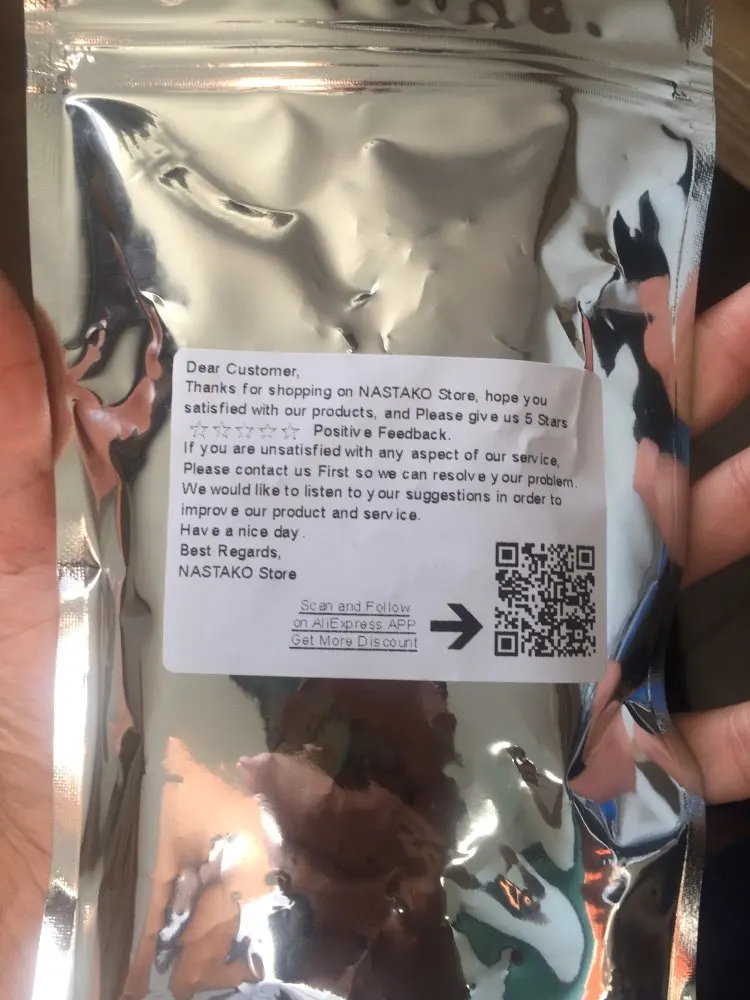 Dear Customer,
Thanks for shopping on NASTAKO Store, hope you
satisfied with our products, and Please give us 5 Stars
☆☆☆☆☆ Positive Feedback.
If you are unsatisfied with any aspect of our service,
Please contact us First so we can resolve your problem.
We would like to listen to your suggestions in order to
improve our product and service.
Have a nice day.
Best Regards,
NASTAKO Store
Scan and Follow
on AliExpress APP
Get More Discount